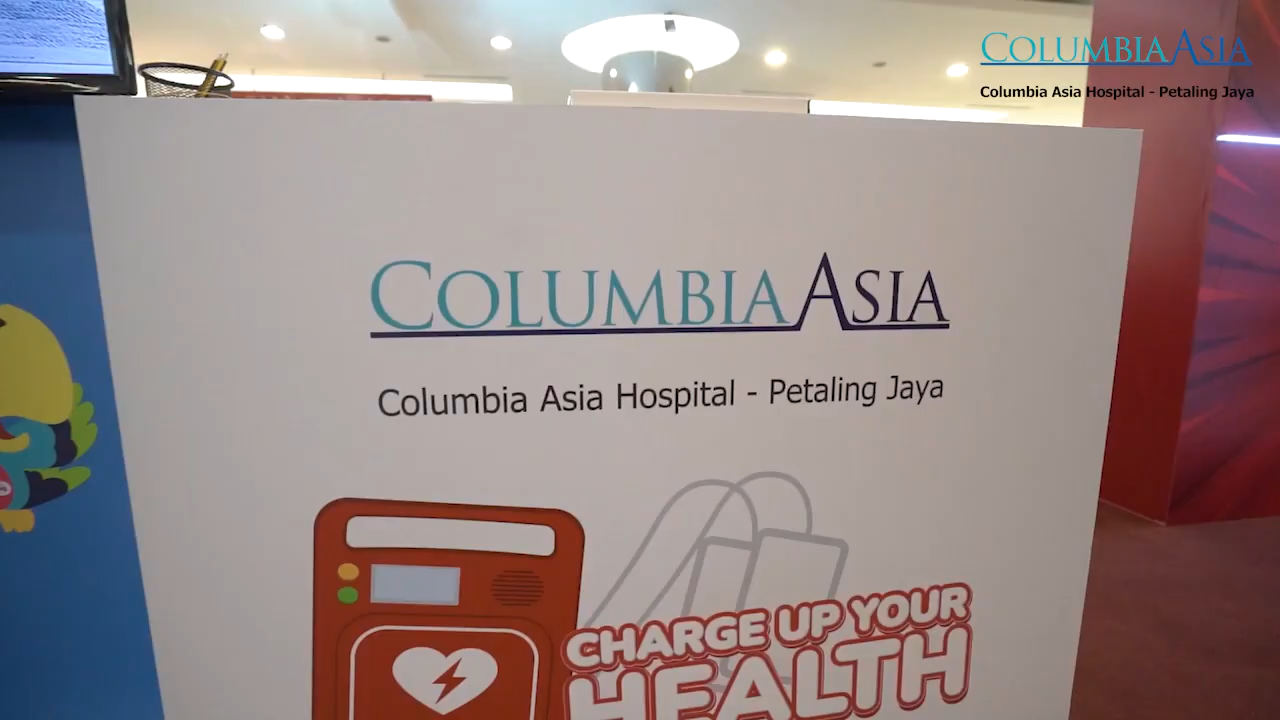 COLUMBIA ASIA
Columbia Asia Hospital - Petaling Jaya
COLUMBIA ASIA
Columbia Asia Hospital - Petaling Jaya
CHARGE UP YOUR
HEALTH